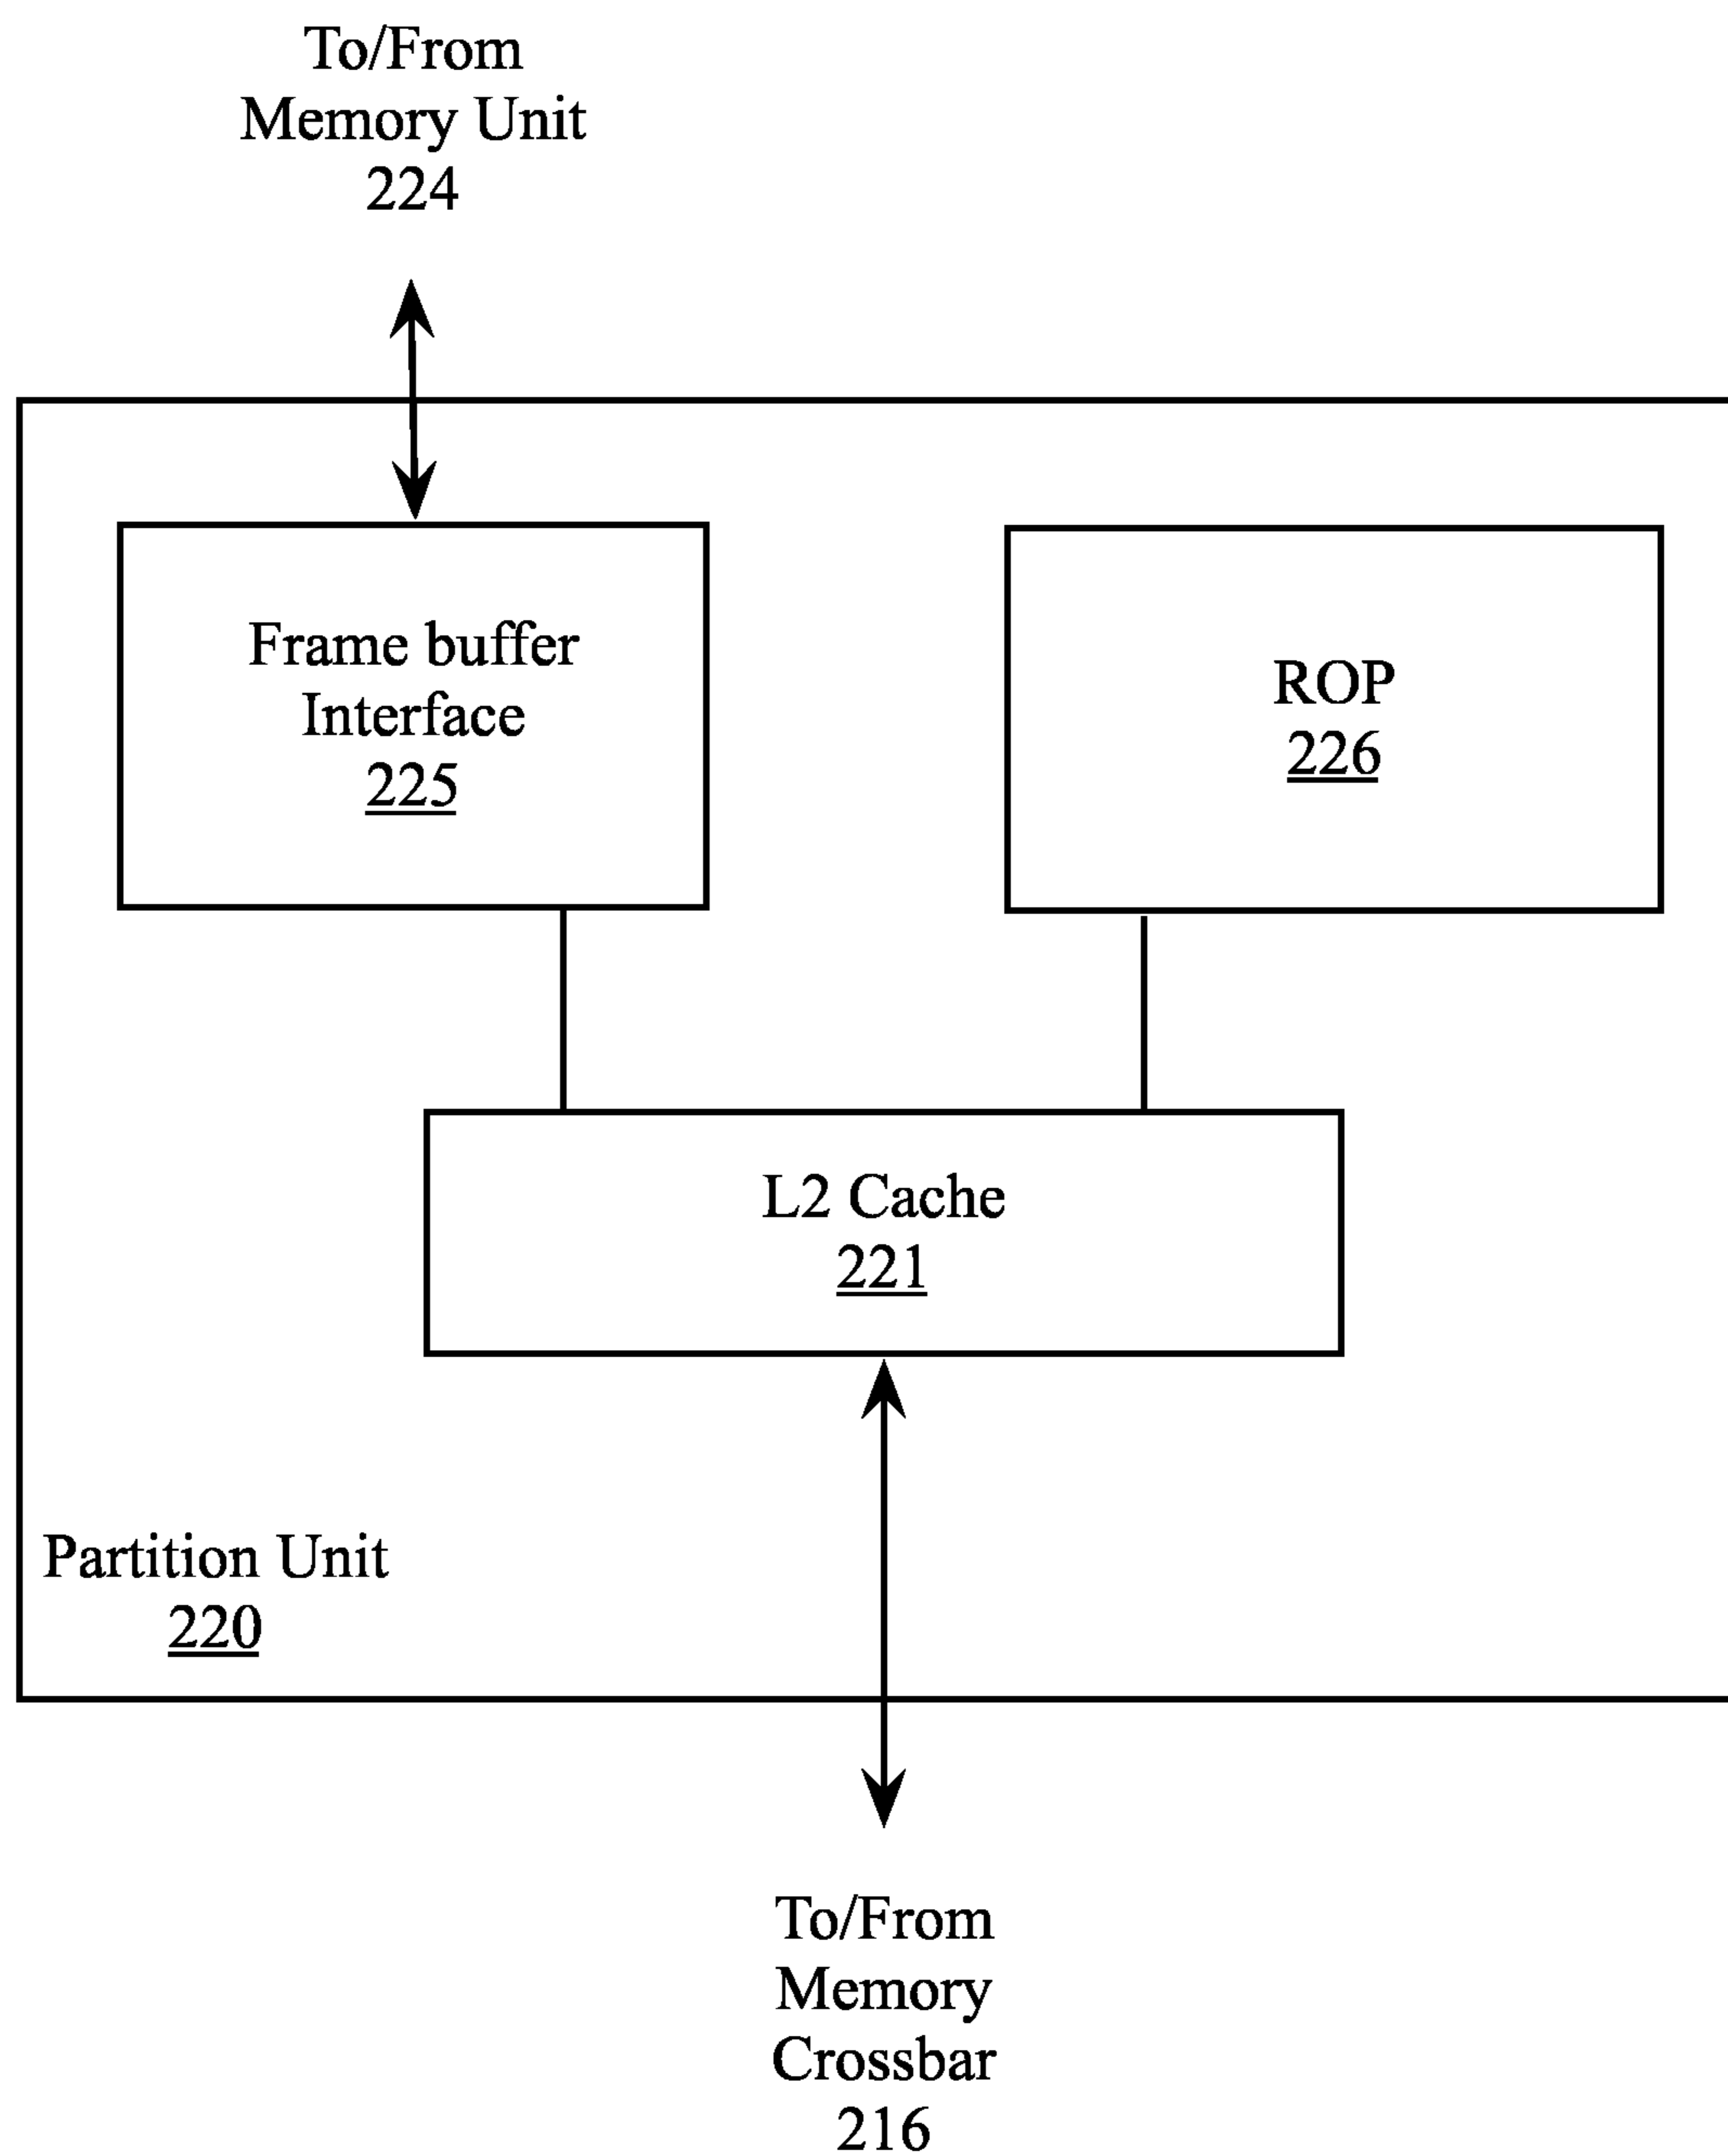 To/From
Memory Unit
224
Frame buffer
Interface
225
ROP
226
L2 Cache
221
Partition Unit
220
To/From
Memory
Crossbar
216